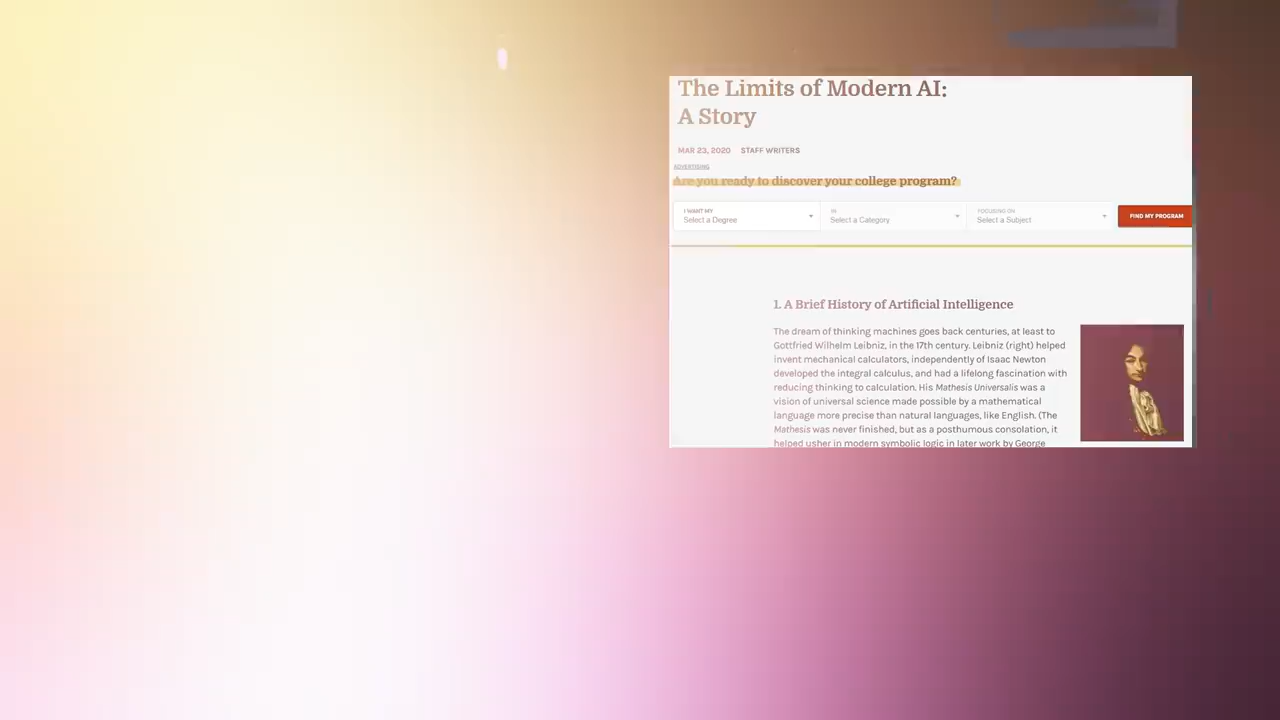 The Limits of Modern AI:
A Story
MAR 23, 2020 STAFF WRITERS
ADVERTISING
Are you ready to discover your college program?
I WANT MY
Select a Degree
IN
Select a Category
FOCUSING ON
Select a Subject
FIND MY PROGRAM
1. A Brief History of Artificial Intelligence
The dream of thinking machines goes back centuries, at least to
Gottfried Wilhelm Leibniz, in the 17th century. Leibniz (right) helped
invent mechanical calculators, independently of Isaac Newton
developed the integral calculus, and had a lifelong fascination with
reducing thinking to calculation. His Mathesis Universalis was a
vision of universal science made possible by a mathematical
language more precise than natural languages, like English. (The
Mathesis was never finished, but as a posthumous consolation, it
helped usher in modern symbolic logic in later work by George